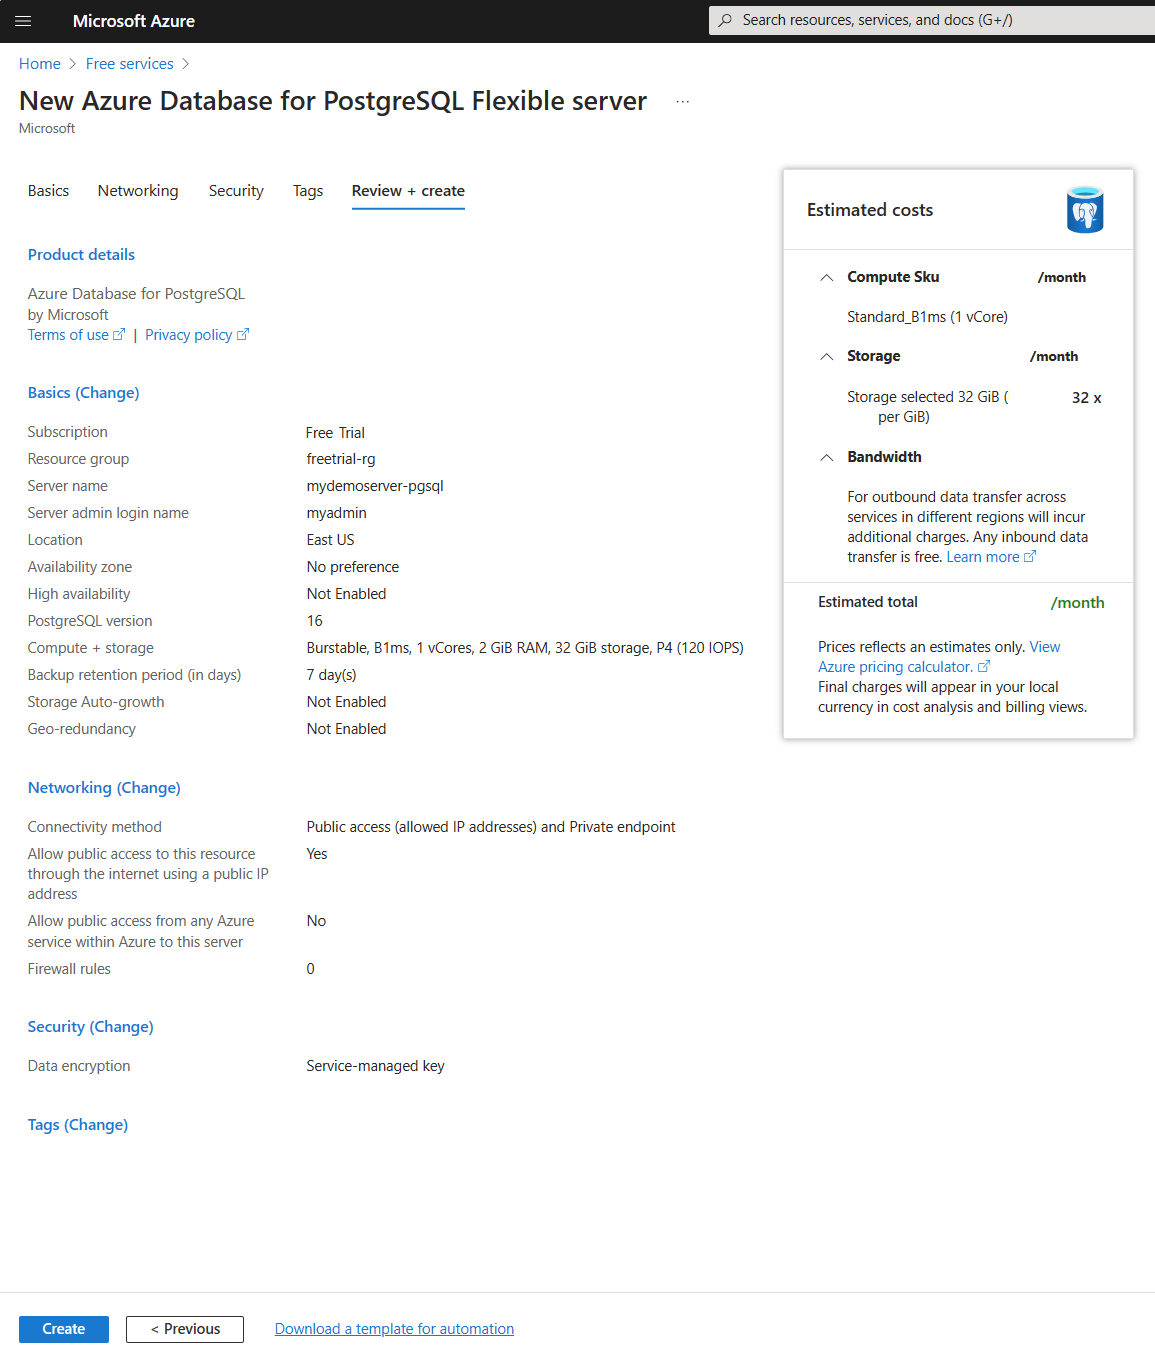 Microsoft Azure
Search resources, services, and docs (G+/)
Home > Free services >
New Azure Database for PostgreSQL Flexible server ...
Microsoft
Basics Networking Security Tags Review + create
Product details
Azure Database for PostgreSQL
by Microsoft
Terms of use | Privacy policy
Basics (Change)
Subscription Free Trial
Resource group freetrial-rg
Server name mydemoserver-pgsql
Server admin login name myadmin
Location East US
Availability zone No preference
High availability Not Enabled
PostgreSQL version 16
Compute + storage Burstable, B1ms, 1 vCores, 2 GiB RAM, 32 GiB storage, P4 (120 IOPS)
Backup retention period (in days) 7 day(s)
Storage Auto-growth Not Enabled
Geo-redundancy Not Enabled
Networking (Change)
Connectivity method Public access (allowed IP addresses) and Private endpoint
Allow public access to this resource Yes
through the internet using a public IP
address
Allow public access from any Azure No
service within Azure to this server
Firewall rules 0
Security (Change)
Data encryption Service-managed key
Tags (Change)
Estimated costs
Compute Sku /month
Standard_B1ms (1 vCore)
Storage /month
Storage selected 32 GiB ( 32 x
per GiB)
Bandwidth
For outbound data transfer across
services in different regions will incur
additional charges. Any inbound data
transfer is free. Learn more
Estimated total /month
Prices reflect an estimates only. View
Azure pricing calculator.
Final charges will appear in your local
currency in cost analysis and billing views.
Create < Previous Download a template for automation